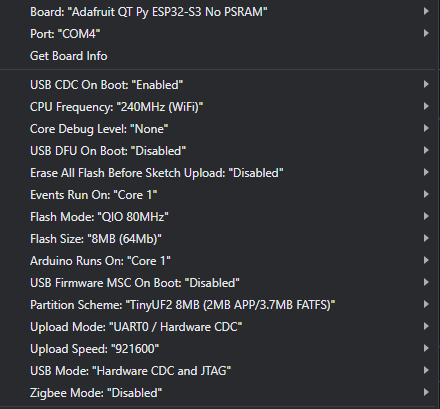 Board: "Adafruit QT Py ESP32-S3 No PSRAM"
Port: "COM4"
Get Board Info
USB CDC On Boot: "Enabled"
CPU Frequency: "240MHz (WiFi)"
Core Debug Level: "None"
USB DFU On Boot: "Disabled"
Erase All Flash Before Sketch Upload: "Disabled"
Events Run On: "Core 1"
Flash Mode: "QIO 80MHz"
Flash Size: "8MB (64Mb)"
Arduino Runs On: "Core 1"
USB Firmware MSC On Boot: "Disabled"
Partition Scheme: "TinyUF2 8MB (2MB APP/3.7MB FATFS)"
Upload Mode: "UART0 / Hardware CDC"
Upload Speed: "921600"
USB Mode: "Hardware CDC and JTAG"
Zigbee Mode: "Disabled"